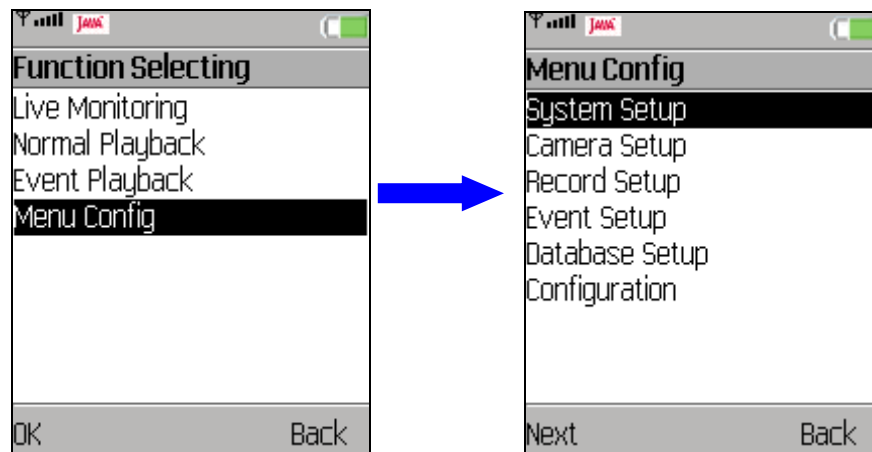 JAVA
Function Selecting
Live Monitoring
Normal Playback
Event Playback
Menu Config
OK Back
JAVA
Menu Config
System Setup
Camera Setup
Record Setup
Event Setup
Database Setup
Configuration
Next Back